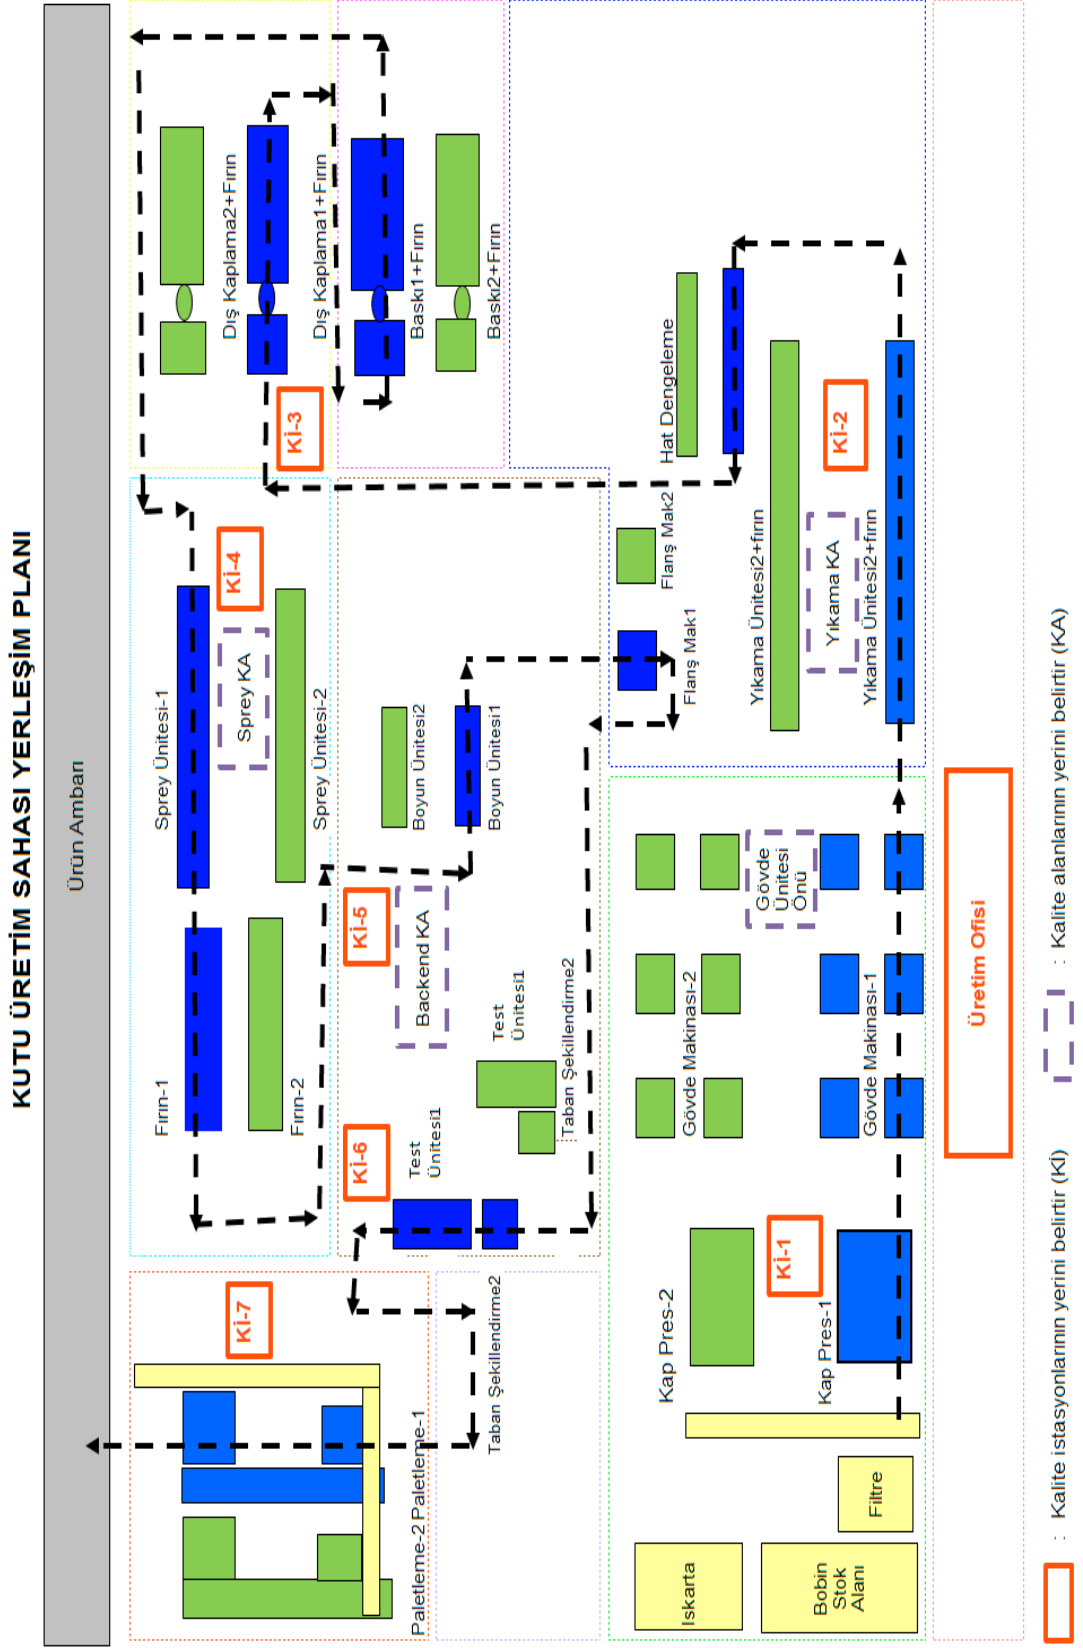 KUTU ÜRETİM SAHASI YERLEŞİM PLANI
Ürün Ambarı
Kİ-7
Paletleme-2
Paletleme-1
Fırın-1
Fırın-2
Sprey Ünitesi-1
Sprey KA
Kİ-4
Sprey Ünitesi-2
Dış Kaplama2+Fırın
Kİ-3
Dış Kaplama1+Fırın
Baskı1+Fırın
Baskı2+Fırın
Kİ-6
Test
Ünitesi1
Taban Şekillendirme2
Kİ-5
Backend KA
Test
Ünitesi1
Taban Şekillendirme2
Boyun Ünitesi2
Boyun Ünitesi1
Flanş Mak2
Flanş Mak1
Hat Dengeleme
Yıkama Ünitesi2+fırın
Yıkama KA
Kİ-2
Yıkama Ünitesi2+fırın
Iskarta
Bobin
Stok
Alanı
Filtre
Kap Pres-2
Kİ-1
Kap Pres-1
Gövde Makinası-2
Gövde
Ünitesi
Önü
Gövde Makinası-1
Üretim Ofisi
: Kalite istasyonlarının yerini belirtir (Kİ)
: Kalite alanlarının yerini belirtir (KA)